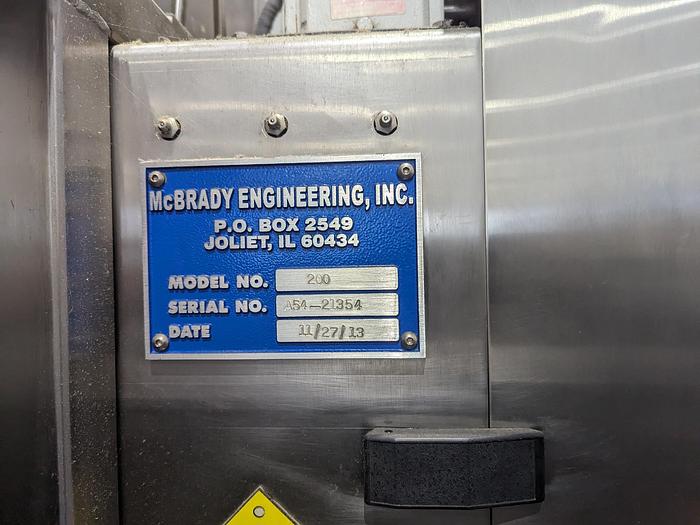 McBRADY ENGINEERING, INC.
P.O. BOX 2549
JOLIET, IL 60434
MODEL NO. 200
SERIAL NO. A54-21354
DATE 11/27/13